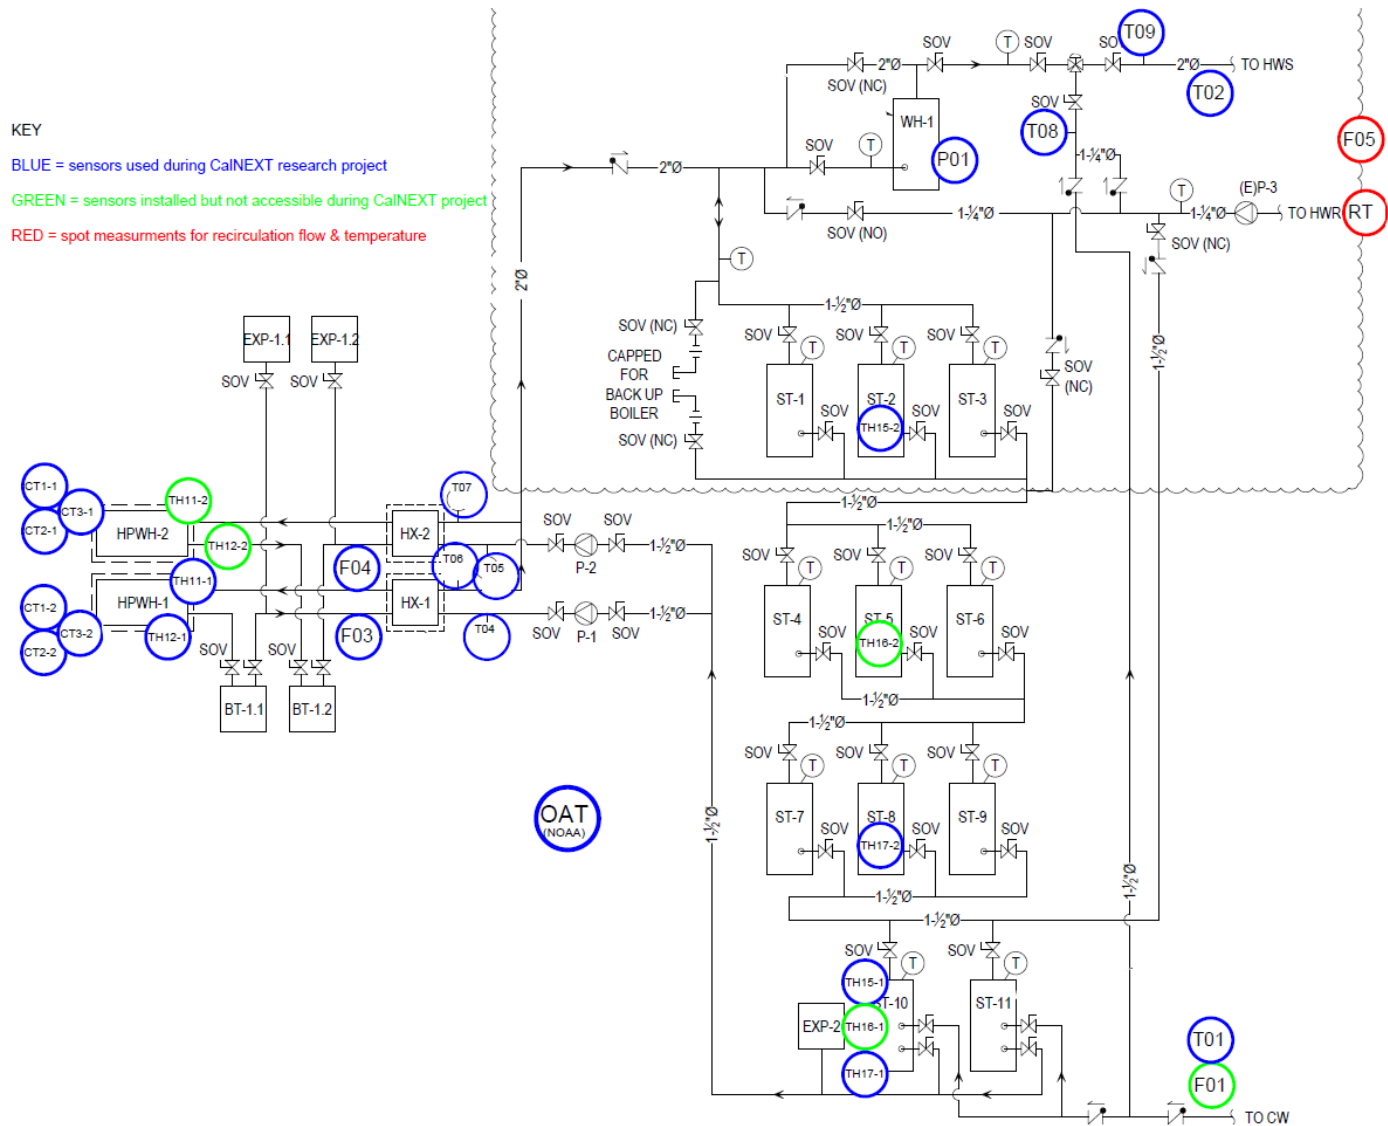 KEY
BLUE = sensors used during CalNEXT research project
GREEN = sensors installed but not accessible during CalNEXT project
RED = spot measurments for recirculation flow & temperature
SOV
T
SOV
SO
T09
2"Ø
SOV (NC)
2"Ø
TO HWS
T02
SOV
T08
WH-1
P01
SOV
T
F05
2"Ø
1-¼"Ø
T
(E)P-3
1-¼"Ø
SOV (NO)
1-¼"Ø
TO HWR
RT
SOV (NC)
T
2"Ø
1-½"Ø
SOV (NC)
SOV
T
SOV
T
SOV
T
CAPPED
FOR
BACK UP
BOILER
SOV (NC)
ST-1
SOV
ST-2
TH15-2
SOV
ST-3
SOV
SOV
(NC)
1-½"Ø
EXP-1.1
EXP-1.2
SOV
SOV
CT1-1
CT3-1
CT2-1
TH11-2
HPWH-2
TH12-2
T07
HX-2
SOV
SOV
P-2
1-½"Ø
F04
T06
T05
TH11-1
CT1-2
CT3-2
CT2-2
HPWH-1
TH12-1
HX-1
F03
T04
SOV
P-1
SOV
1-½"Ø
SOV
SOV
BT-1.1
BT-1.2
1-½"Ø
1-½"Ø
SOV
T
SOV
T
SOV
T
ST-4
SOV
ST-5
TH16-2
SOV
ST-6
SOV
1-½"Ø
1-½"Ø
SOV
T
SOV
T
SOV
T
ST-7
SOV
ST-8
TH17-2
SOV
ST-9
SOV
OAT
(NOAA)
1-½"Ø
1-½"Ø
1-½"Ø
1-½"Ø
SOV
T
SOV
T
TH15-1
ST-10
EXP-2
TH16-1
TH17-1
ST-11
T01
F01
TO CW